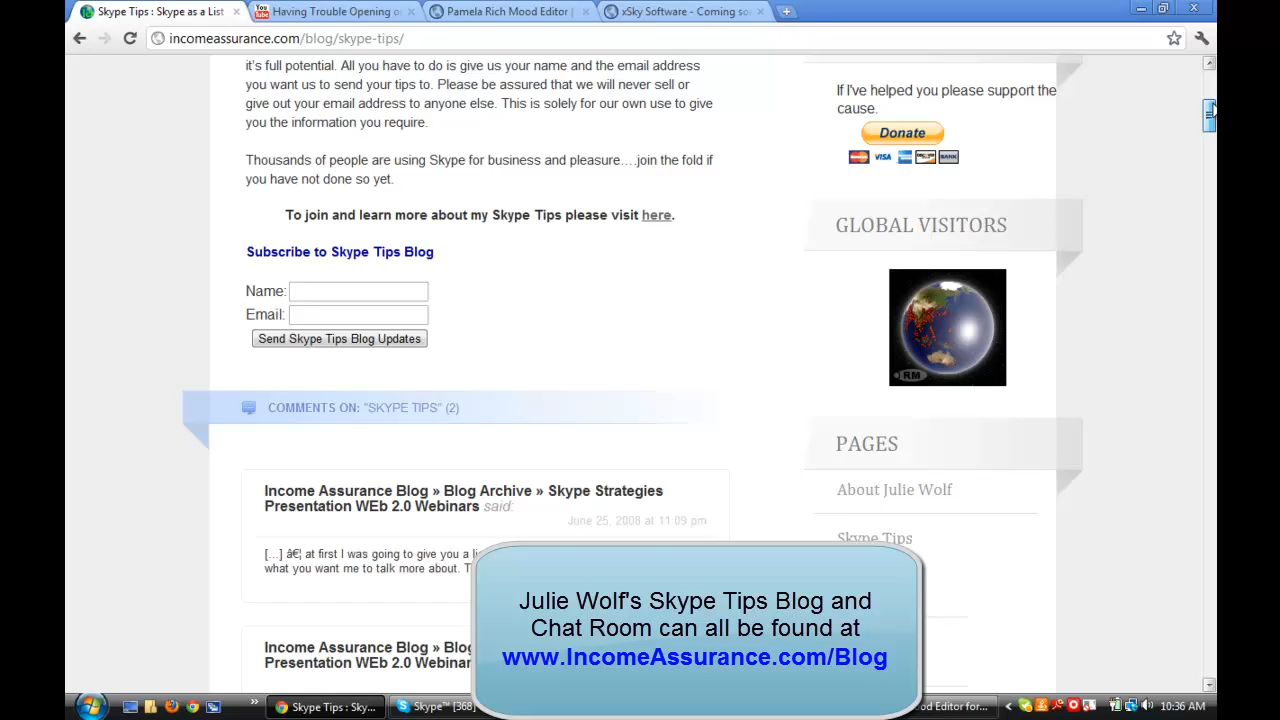 Skype Tips : Skype as a List
Having Trouble Opening o
Pamela Rich Mood Editor |
xSky Software - Coming so
incomeassurance.com/blog/skype-tips/
it's full potential. All you have to do is give us your name and the email address
you want us to send your tips to. Please be assured that we will never sell or
give out your email address to anyone else. This is solely for our own use to give
you the information you require.
Thousands of people are using Skype for business and pleasure….join the fold if
you have not done so yet.
To join and learn more about my Skype Tips please visit here.
Subscribe to Skype Tips Blog
Name:
Email:
Send Skype Tips Blog Updates
COMMENTS ON: "SKYPE TIPS" (2)
Income Assurance Blog » Blog Archive » Skype Strategies
Presentation WEb 2.0 Webinars said:
June 25, 2008 at 11:09 pm
[...] â€¦ at first I was going to give you a li
what you want me to talk more about. T
Income Assurance Blog » Blog
Presentation WEb 2.0 Webinars
If I've helped you please support the
cause.
Donate
VISA
BANK
GLOBAL VISITORS
RM
PAGES
About Julie Wolf
Skype Tips
Julie Wolf's Skype Tips Blog and
Chat Room can all be found at
www.IncomeAssurance.com/Blog
Skype Tips : Sky...
Skype™ [368]
ood Editor for...
10:36 AM